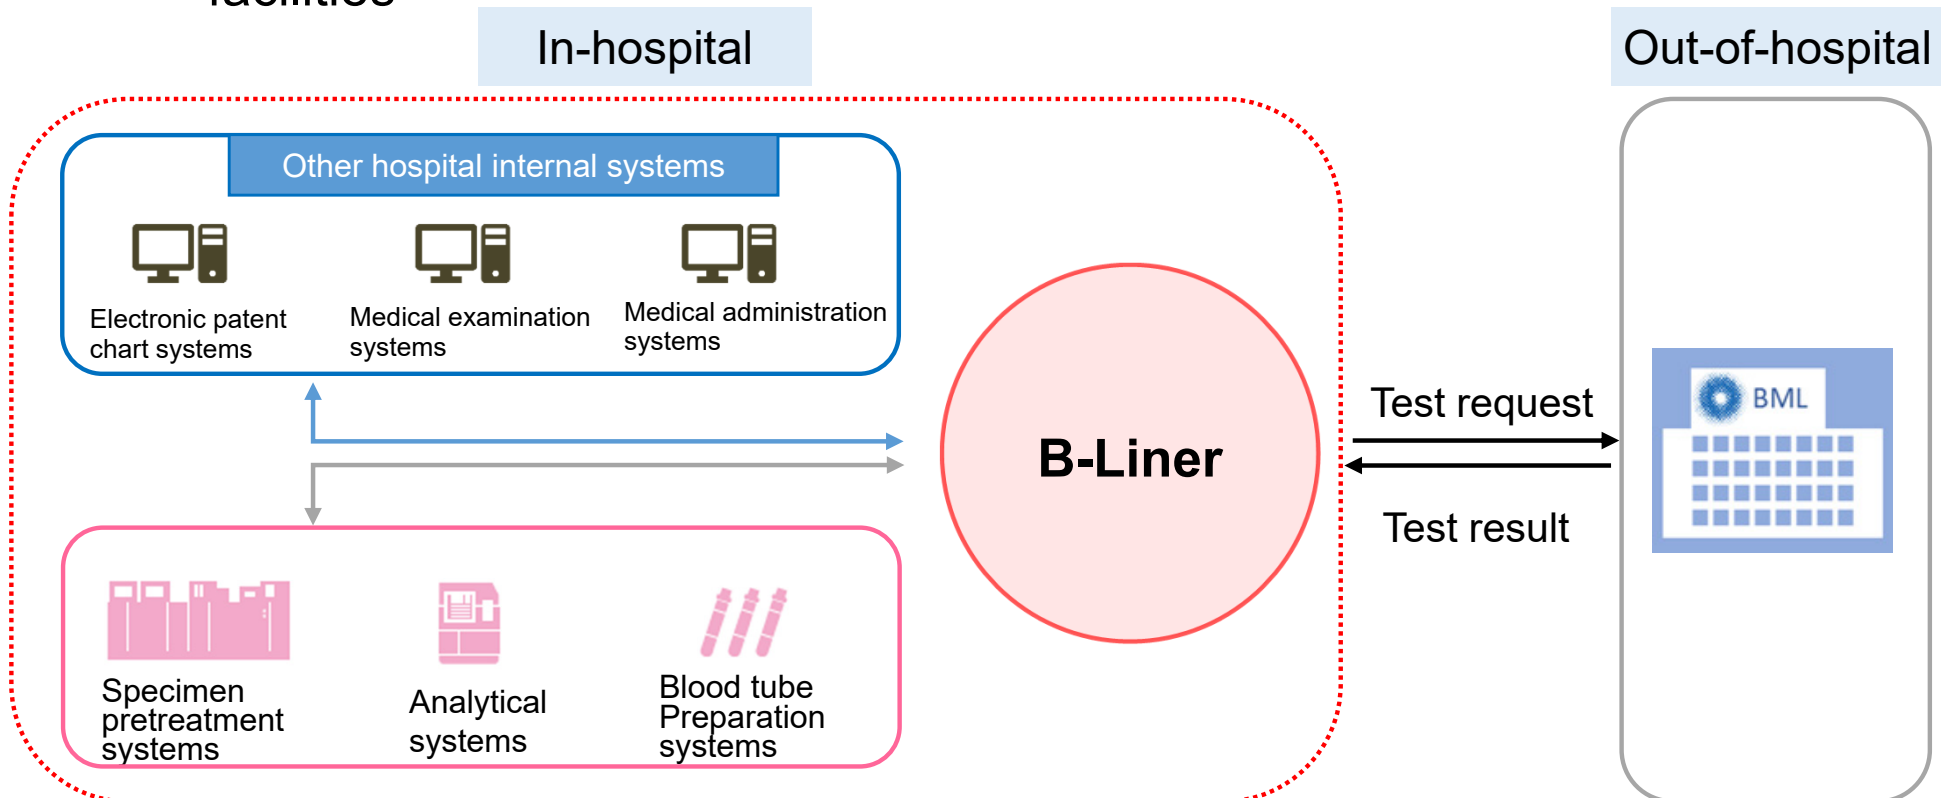 facilities
In-hospital
Out-of-hospital
Other hospital internal systems
Electronic patent
chart systems
Medical examination
systems
Medical administration
systems
B-Liner
Test request
Test result
BML
Specimen
pretreatment
systems
Analytical
systems
Blood tube
Preparation
systems